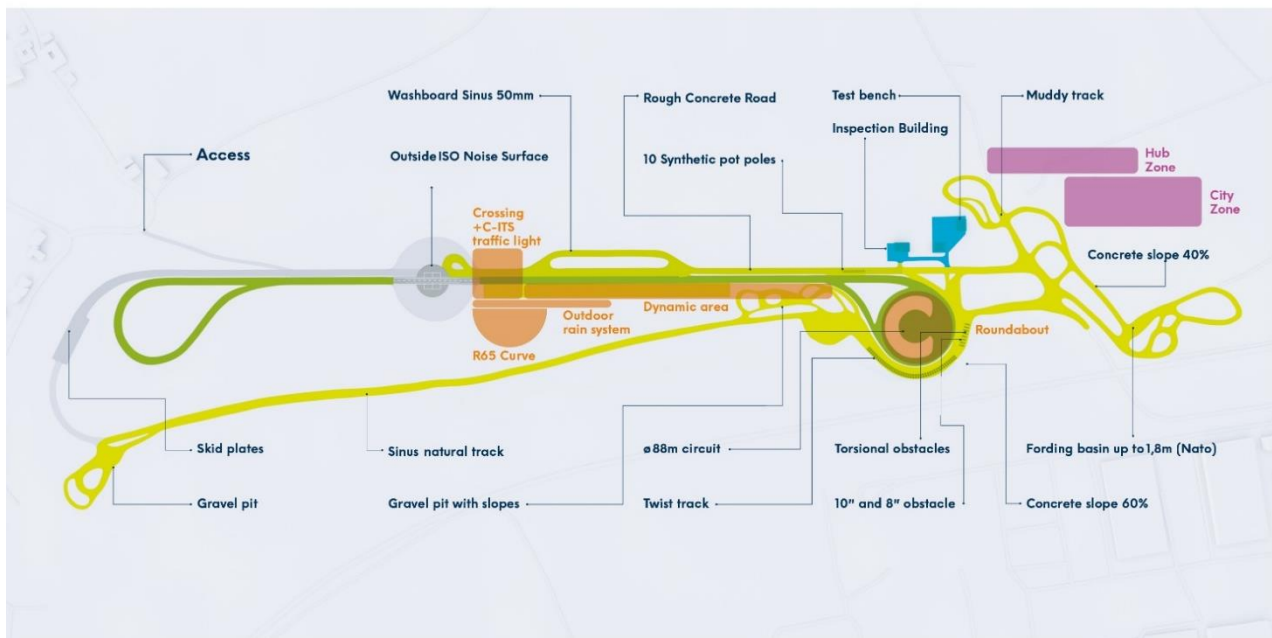 Washboard Sinus 50mm
Rough Concrete Road
Test bench
Muddy track
Inspection Building
Access
Outside ISO Noise Surface
10 Synthetic pot poles
Hub
Zone
City
Zone
Crossing
+C-ITS
traffic light
Concrete slope 40%
Dynamic area
Outdoor
rain system
Roundabout
R65 Curve
Skid plates
Sinus natural track
ø88m circuit
Torsional obstacles
Fording basin up to 1,8m (Nato)
Gravel pit
Gravel pit with slopes
Twist track
10” and 8” obstacle
Concrete slope 60%